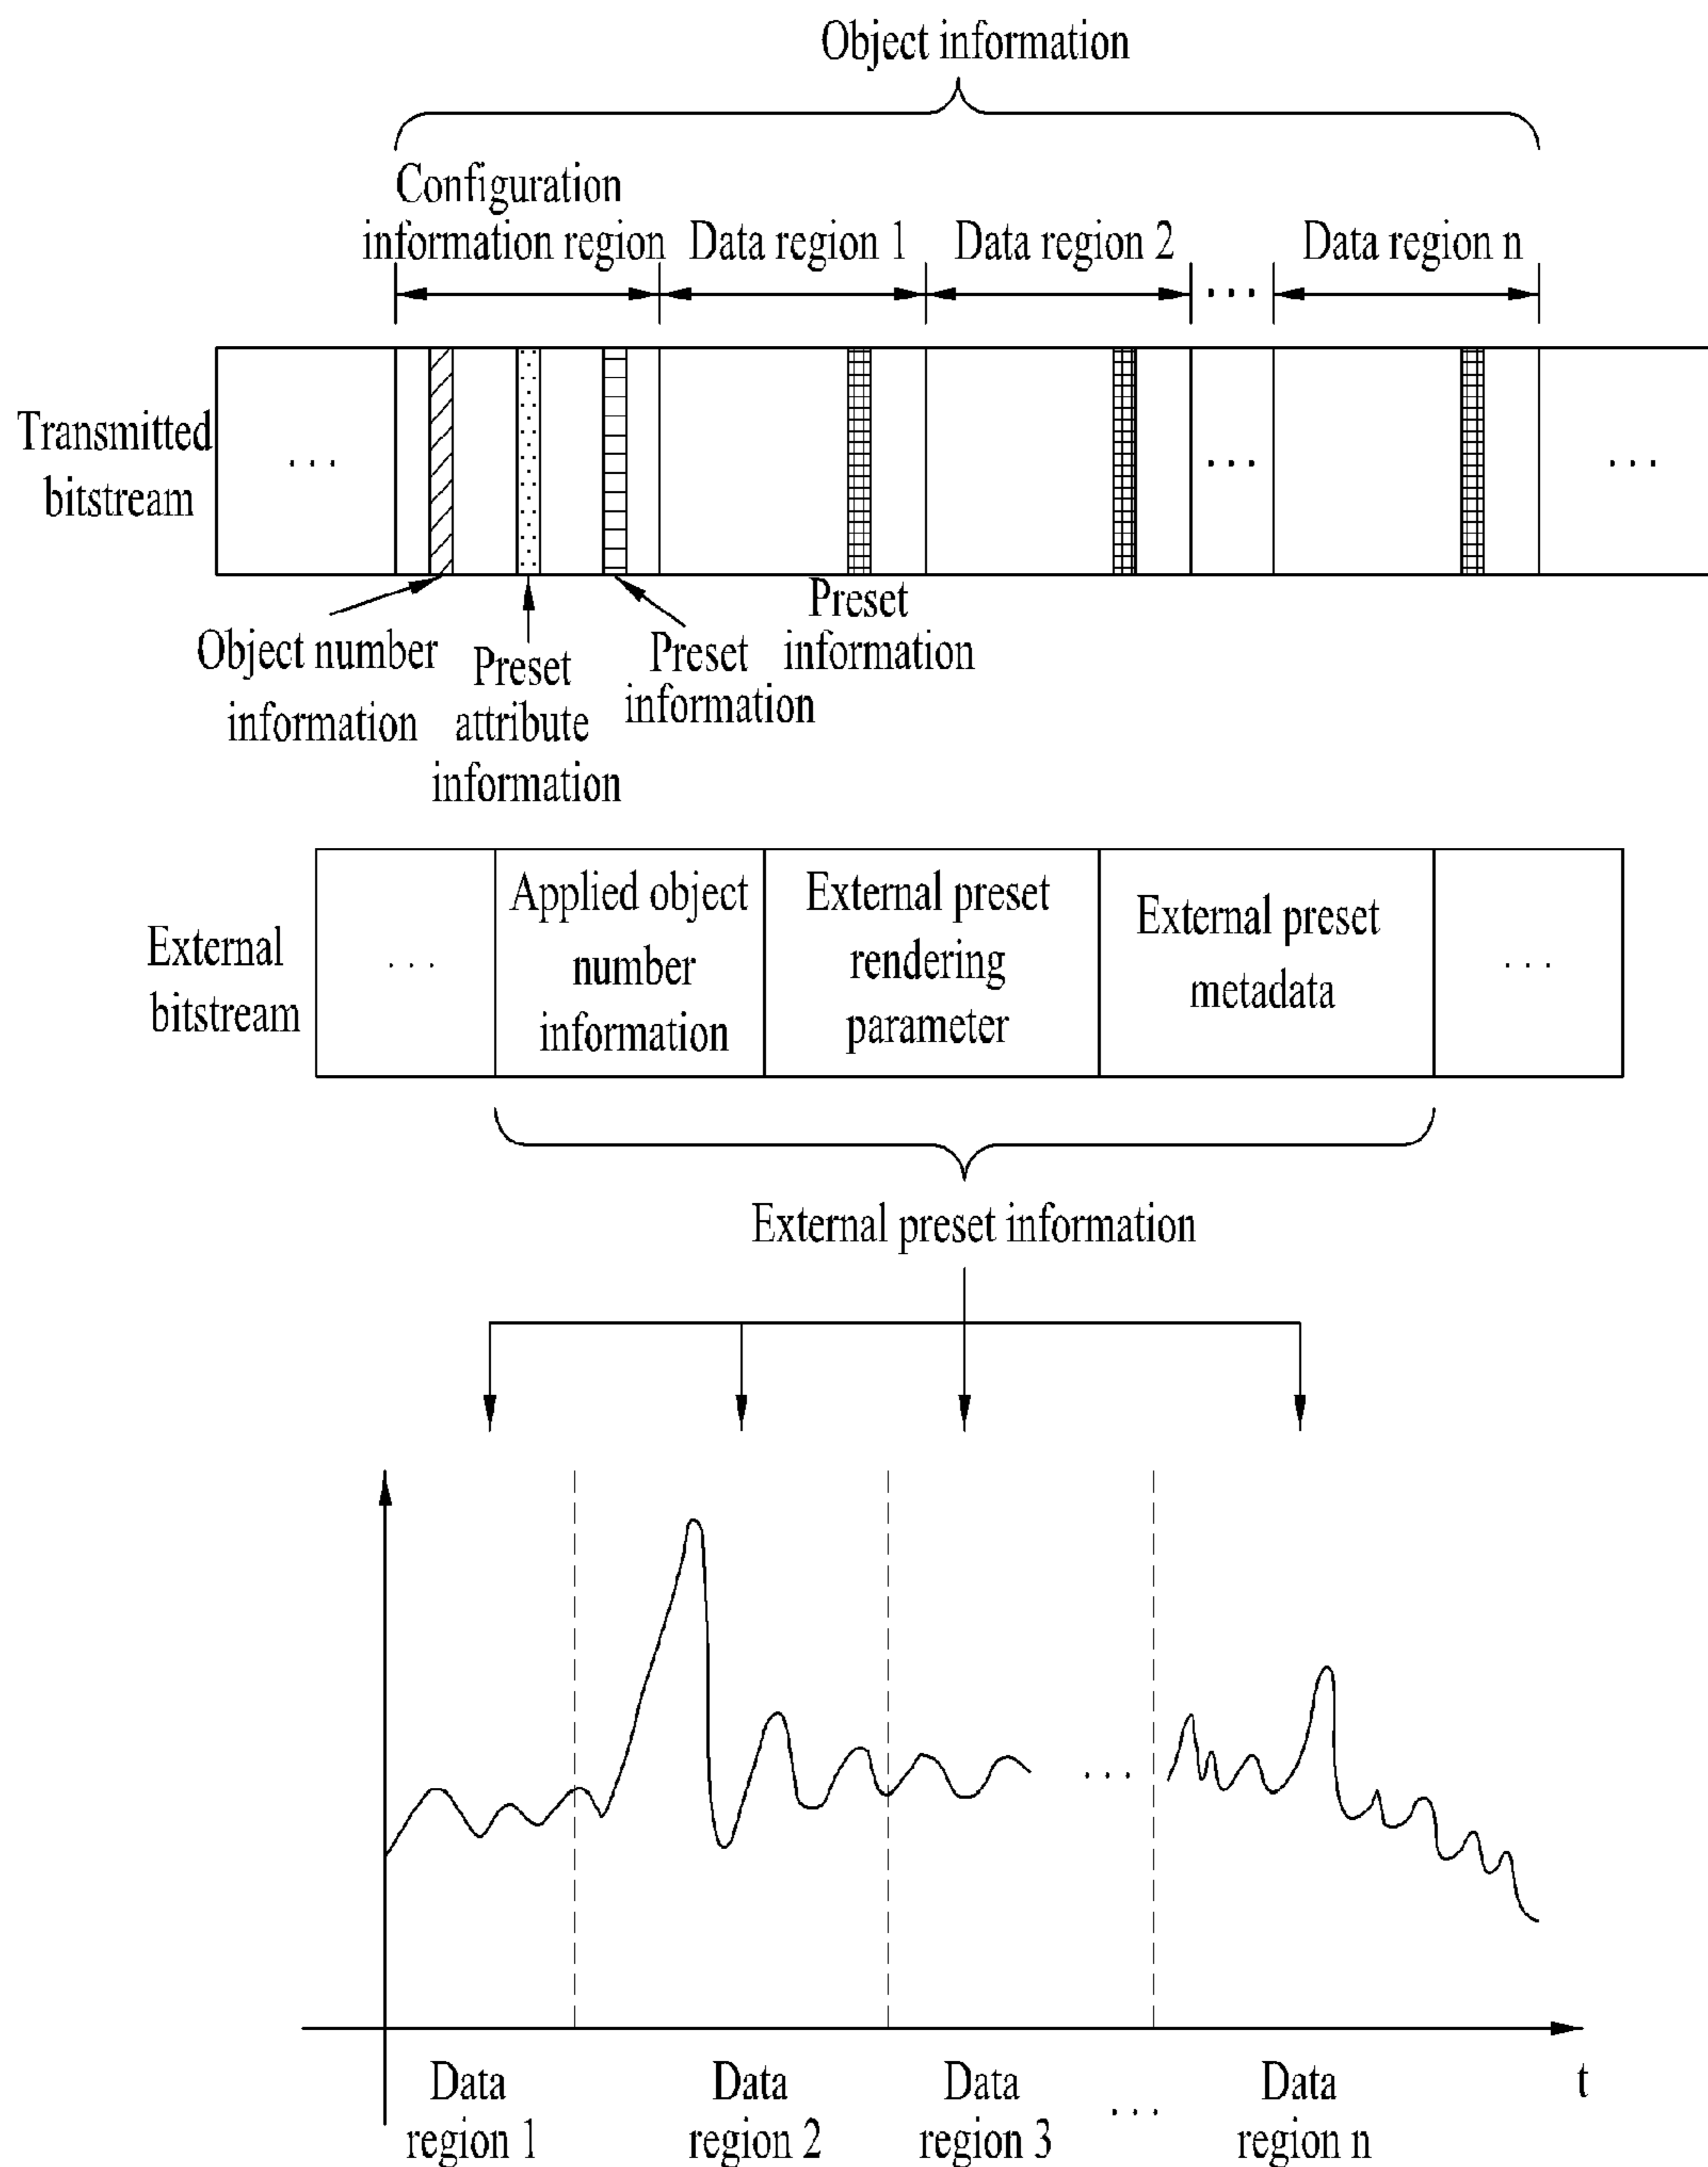 Object information
Configuration
information region
Data region 1
Data region 2
. . .
Data region n
Transmitted
bitstream
. . .
. . .
. . .
Object number
information
Preset
attribute
information
Preset
information
Preset
information
External
bitstream
. . .
Applied object
number
information
External preset
rendering
parameter
External preset
metadata
. . .
External preset information
. . .
Data
region 1
Data
region 2
Data
region 3
. . .
Data
region n
t